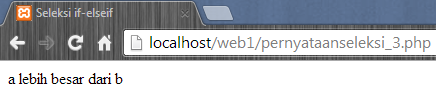 Seleksi if-elseif
localhost/web1/pernyataanseleksi_3.php
a lebih besar dari b